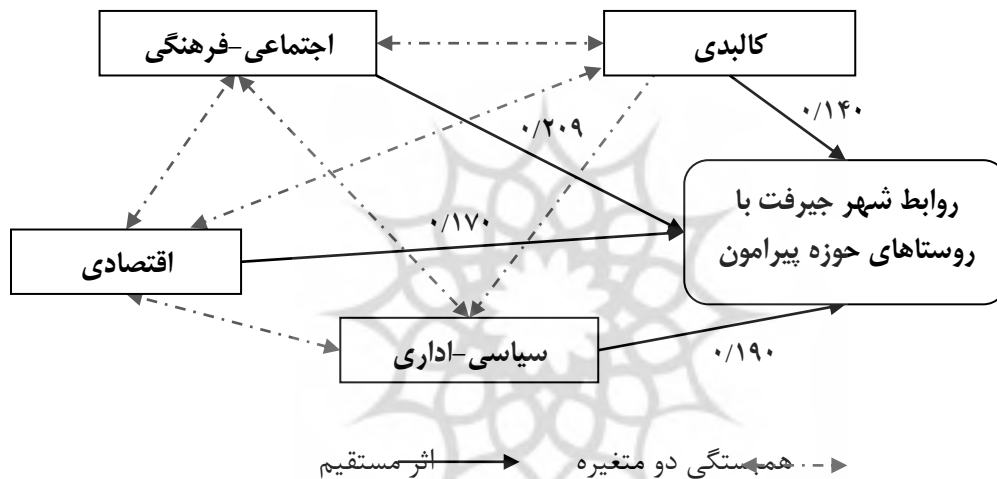 کالبدی
اجتماعی-فرهنگی
۰/۱۴۰
۰/۲۰۹
روابط شهر جیرفت با
روستاهای حوزه پیرامون
۰/۱۷۰
اقتصادی
سیاسی-اداری
۰/۱۹۰
همبستگی دو متغیره
اثر مستقیم